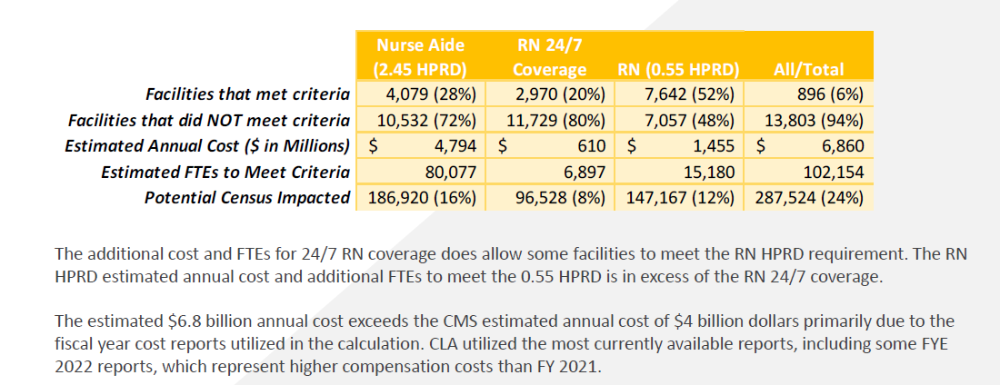 Nurse Aide RN 24/7
(2.45 HPRD) Coverage RN (0.55 HPRD) All/Total
Facilities that met criteria 4,079 (28%) 2,970 (20%) 7,642 (52%) 896 (6%)
Facilities that did NOT meet criteria 10,532 (72%) 11,729 (80%) 7,057 (48%) 13,803 (94%)
Estimated Annual Cost ($ in Millions) $ 4,794 $ 610 $ 1,455 $ 6,860
Estimated FTEs to Meet Criteria 80,077 6,897 15,180 102,154
Potential Census Impacted 186,920 (16%) 96,528 (8%) 147,167 (12%) 287,524 (24%)
The additional cost and FTEs for 24/7 RN coverage does allow some facilities to meet the RN HPRD requirement. The RN
HPRD estimated annual cost and additional FTEs to meet the 0.55 HPRD is in excess of the RN 24/7 coverage.
The estimated $6.8 billion annual cost exceeds the CMS estimated annual cost of $4 billion dollars primarily due to the
fiscal year cost reports utilized in the calculation. CLA utilized the most currently available reports, including some FYE
2022 reports, which represent higher compensation costs than FY 2021.